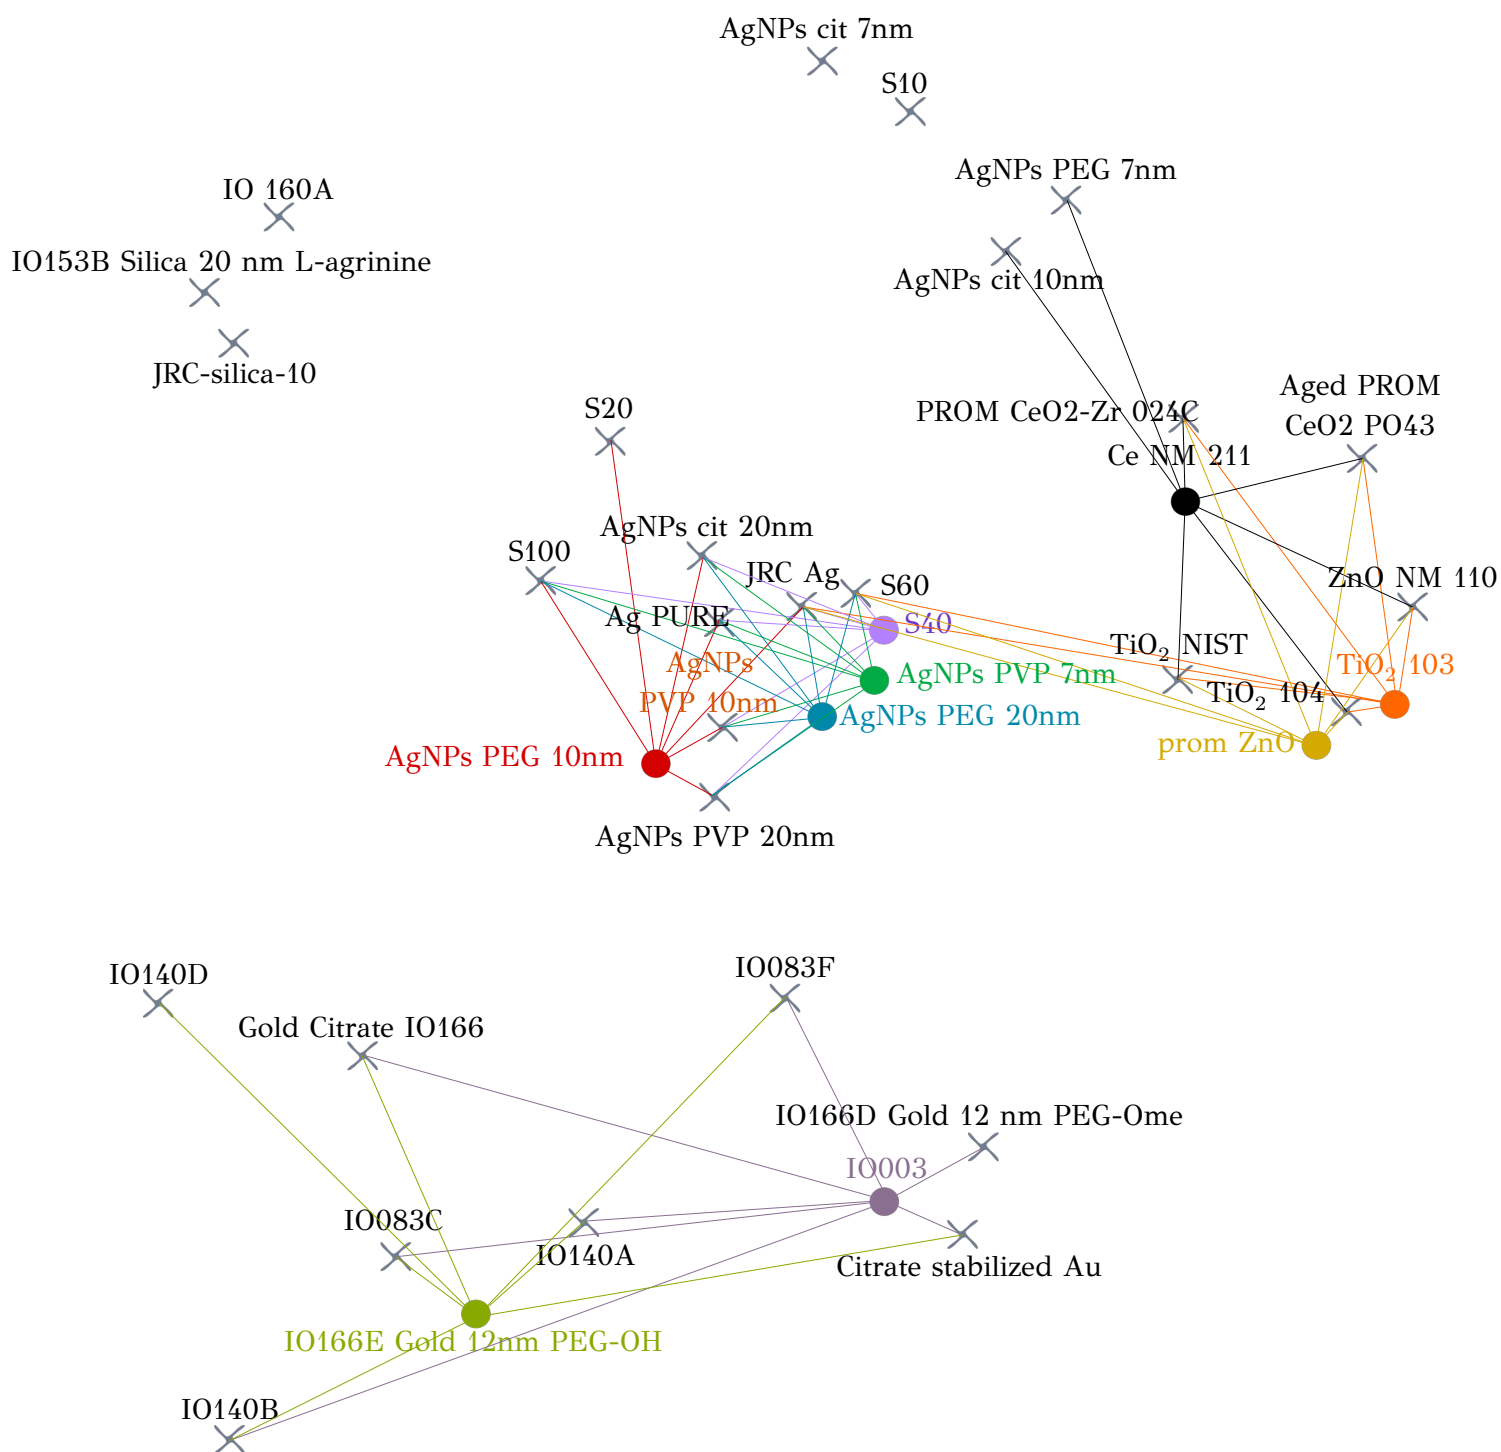 AgNPs cit 7nm
S10
AgNPs PEG 7nm
IO 160A
IO153B Silica 20 nm L-agrinine
AgNPs cit 10nm
JRC-silica-10
Aged PROM
CeO2 PO43
S20
PROM CeO2-Zr 024C
Ce NM 211
AgNPs cit 20nm
S100
JRC Ag
S60
ZnO NM 110
Ag PURE
S40
TiO₂ NIST
AgNPs
PVP 10nm
AgNPs PVP 7nm
TiO₂ 103
TiO₂ 104
AgNPs PEG 20nm
prom ZnO
AgNPs PEG 10nm
AgNPs PVP 20nm
IO140D
IO083F
Gold Citrate IO166
IO166D Gold 12 nm PEG-Ome
IO003
IO083C
IO140A
Citrate stabilized Au
IO166E Gold 12nm PEG-OH
IO140B